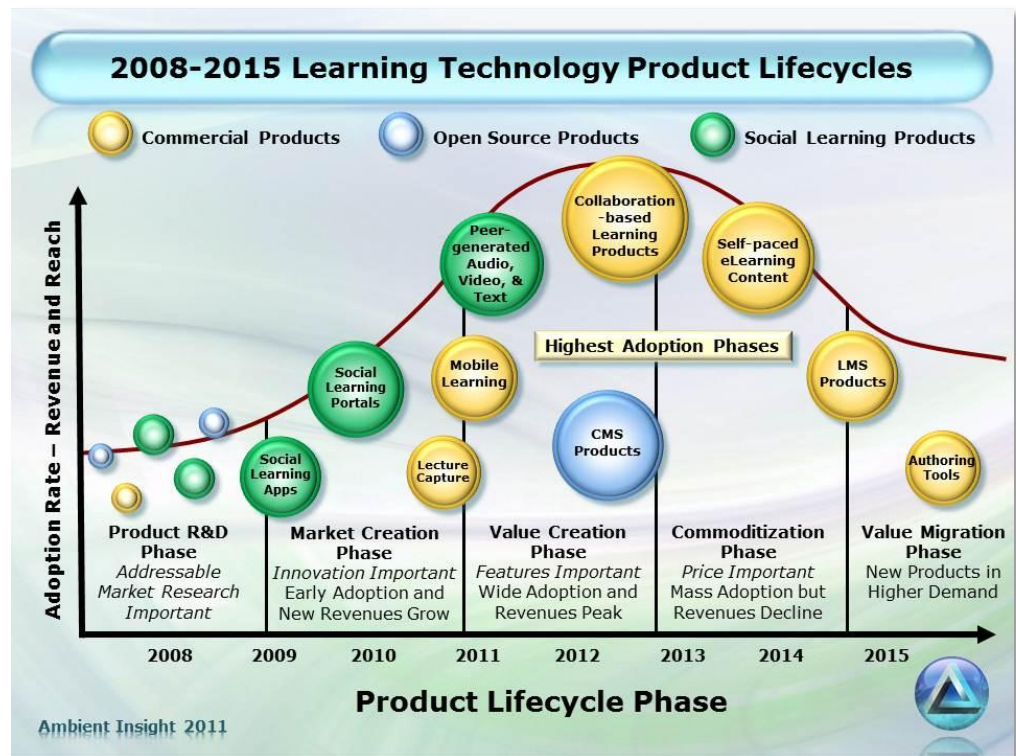 2008-2015 Learning Technology Product Lifecycles
Commercial Products
Open Source Products
Social Learning Products
Adoption Rate – Revenue and Reach
Collaboration
-based
Learning
Products
Peer-
generated
Audio,
Video, &
Text
Self-paced
eLearning
Content
Highest Adoption Phases
Social
Learning
Portals
Mobile
Learning
LMS
Products
CMS
Products
Social
Learning
Apps
Lecture
Capture
Authoring
Tools
Product R&D
Phase
Addressable
Market Research
Important
Market Creation
Phase
Innovation Important
Early Adoption and
New Revenues Grow
Value Creation
Phase
Features Important
Wide Adoption and
Revenues Peak
Commoditization
Phase
Price Important
Mass Adoption but
Revenues Decline
Value Migration
Phase
New Products in
Higher Demand
2008 2009 2010 2011 2012 2013 2014 2015
Product Lifecycle Phase
Ambient Insight 2011